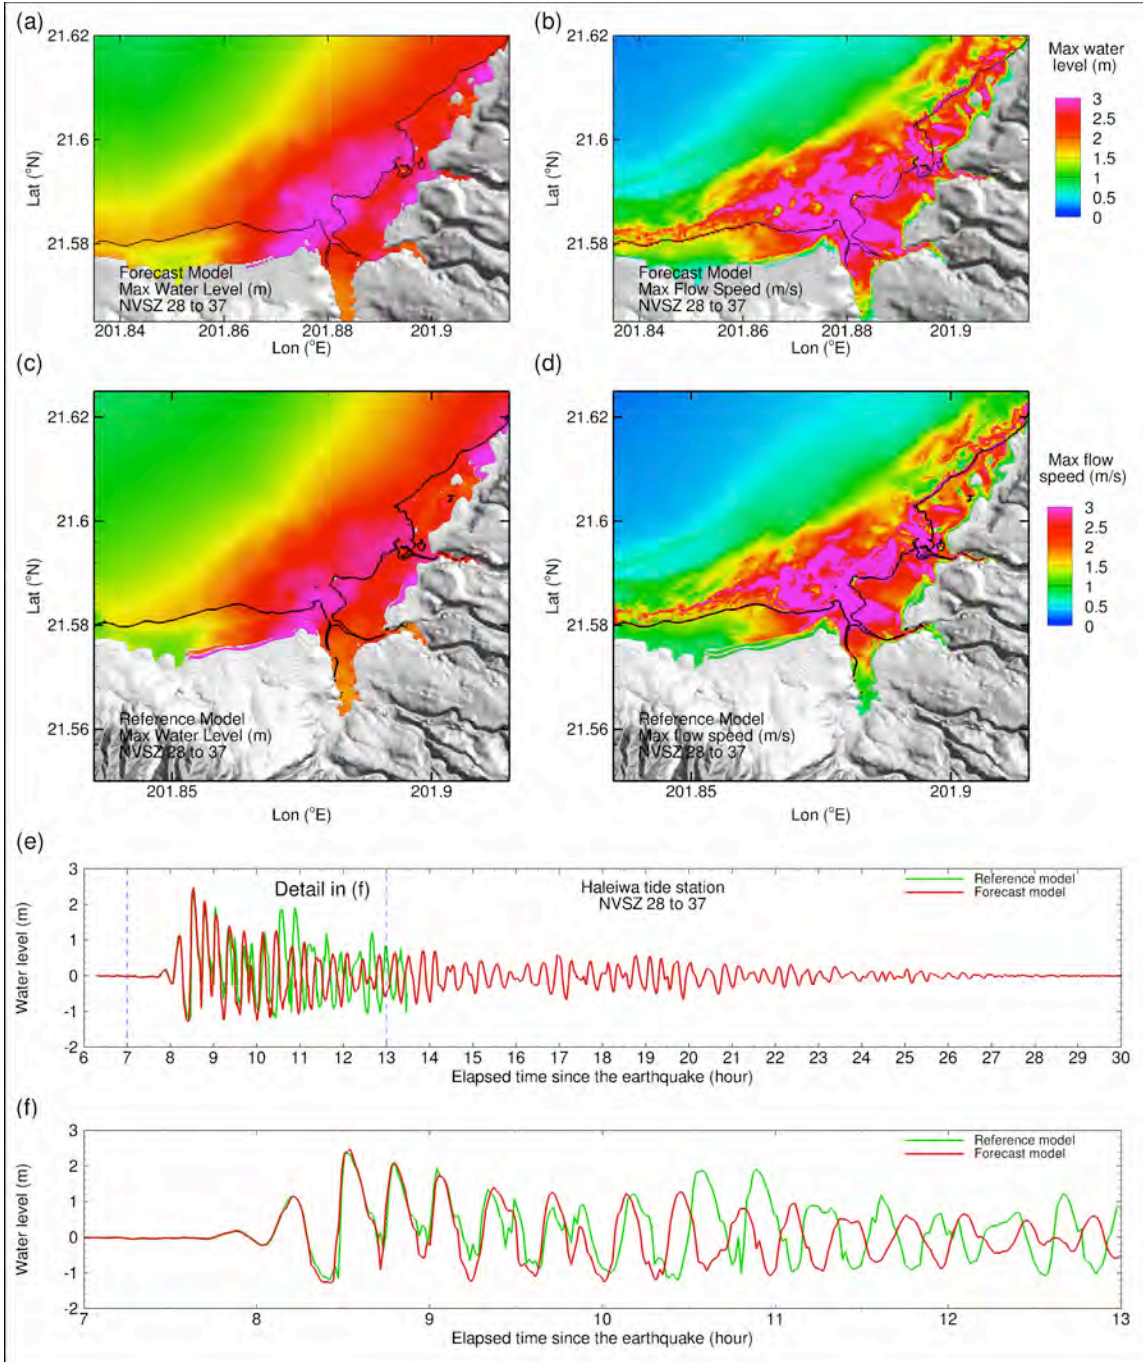 (a)
(b)
21.62
21.6
21.58
Lat (°N)
Forecast Model
Max Water Level (m)
NVSZ 28 to 37
201.84
201.86
201.88
201.9
Lon (°E)
21.62
21.6
21.58
Lat (°N)
Forecast Model
Max Flow Speed (m/s)
NVSZ 28 to 37
201.84
201.86
201.88
201.9
Lon (°E)
Max water
level (m)
3
2.5
2
1.5
1
0.5
0
(c)
(d)
21.62
21.6
21.58
21.56
Lat (°N)
Reference Model
Max Water Level (m)
NVSZ 28 to 37
201.85
201.9
Lon (°E)
21.62
21.6
21.58
21.56
Lat (°N)
Reference Model
Max flow speed (m/s)
NVSZ 28 to 37
201.85
201.9
Lon (°E)
Max flow
speed (m/s)
3
2.5
2
1.5
1
0.5
0
(e)
3
2
1
0
-1
-2
Water level (m)
Detail in (f)
Haleiwa tide station
NVSZ 28 to 37
Reference model
Forecast model
6 7 8 9 10 11 12 13 14 15 16 17 18 19 20 21 22 23 24 25 26 27 28 29 30
Elapsed time since the earthquake (hour)
(f)
3
2
1
0
-1
-2
Water level (m)
Reference model
Forecast model
7 8 9 10 11 12 13
Elapsed time since the earthquake (hour)